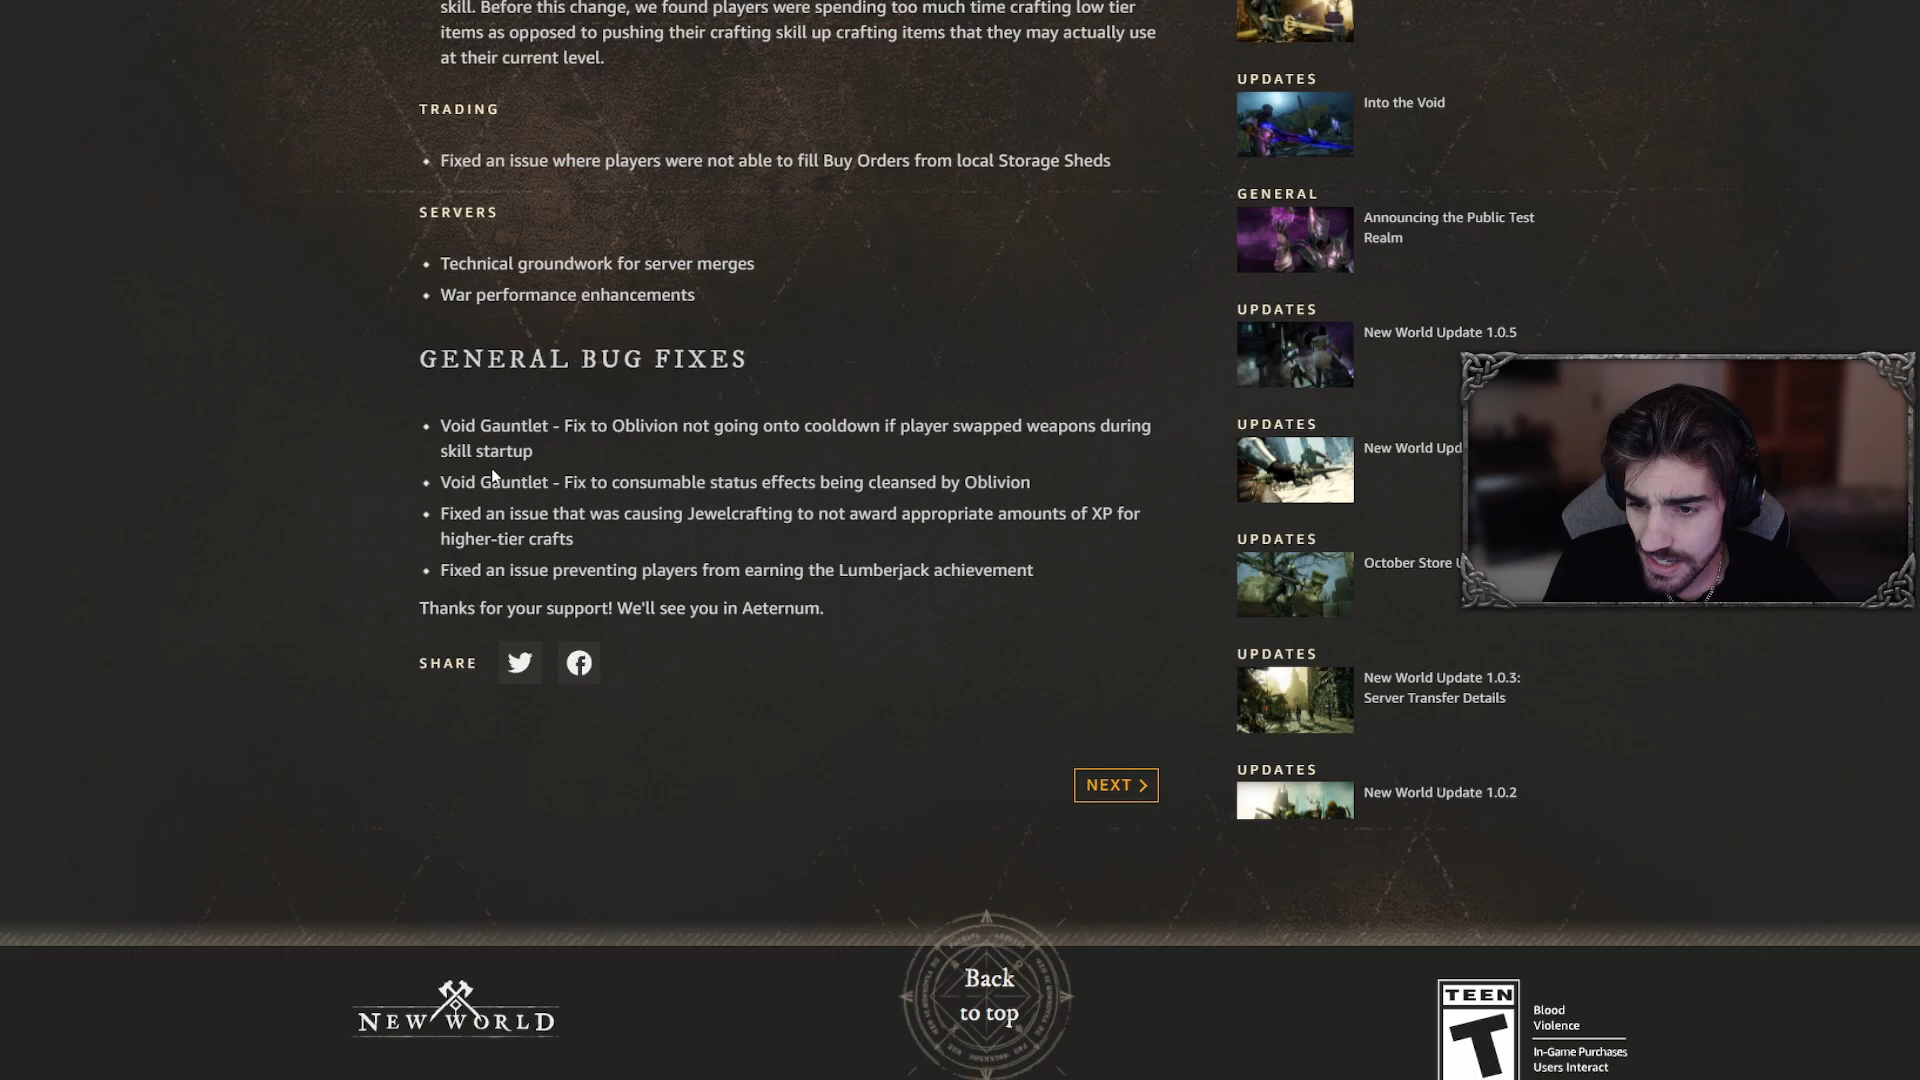 skill. Before this change, we found players were spending too much time crafting low tier
items as opposed to pushing their crafting skill up crafting items that they may actually use
at their current level.
TRADING
Fixed an issue where players were not able to fill Buy Orders from local Storage Sheds
SERVERS
Technical groundwork for server merges
War performance enhancements
GENERAL BUG FIXES
Void Gauntlet - Fix to Oblivion not going onto cooldown if player swapped weapons during
skill startup
Void Gauntlet - Fix to consumable status effects being cleansed by Oblivion
Fixed an issue that was causing Jewelcrafting to not award appropriate amounts of XP for
higher-tier crafts
Fixed an issue preventing players from earning the Lumberjack achievement
Thanks for your support! We'll see you in Aeternum.
SHARE
NEXT >
UPDATES
Into the Void
GENERAL
Announcing the Public Test
Realm
UPDATES
New World Update 1.0.5
UPDATES
New World Upd
UPDATES
October Store
UPDATES
New World Update 1.0.3:
Server Transfer Details
UPDATES
New World Update 1.0.2
NEW WORLD
Back
to top
TEEN
T
Blood
Violence
In-Game Purchases
Users Interact